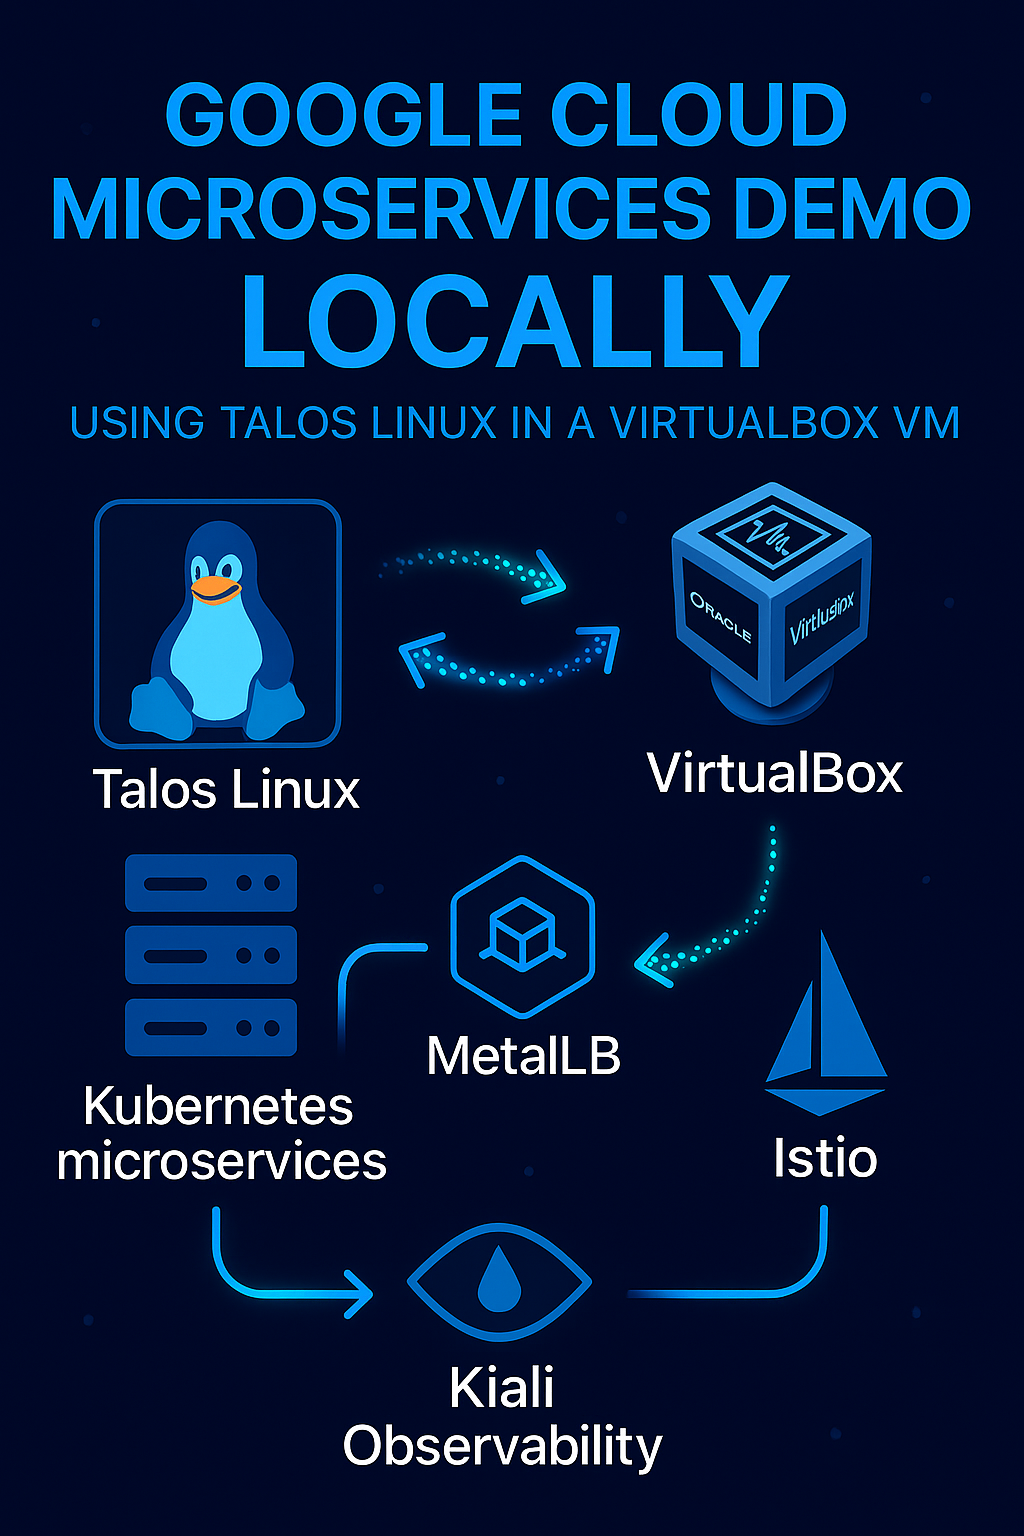 GOOGLE CLOUD
MICROSERVICES DEMO
LOCALLY
USING TALOS LINUX IN A VIRTUALBOX VM
ORACLE
Talos Linux
VirtualBox
MetalLB
Kubernetes
microservices
Istio
Kiali
Observability